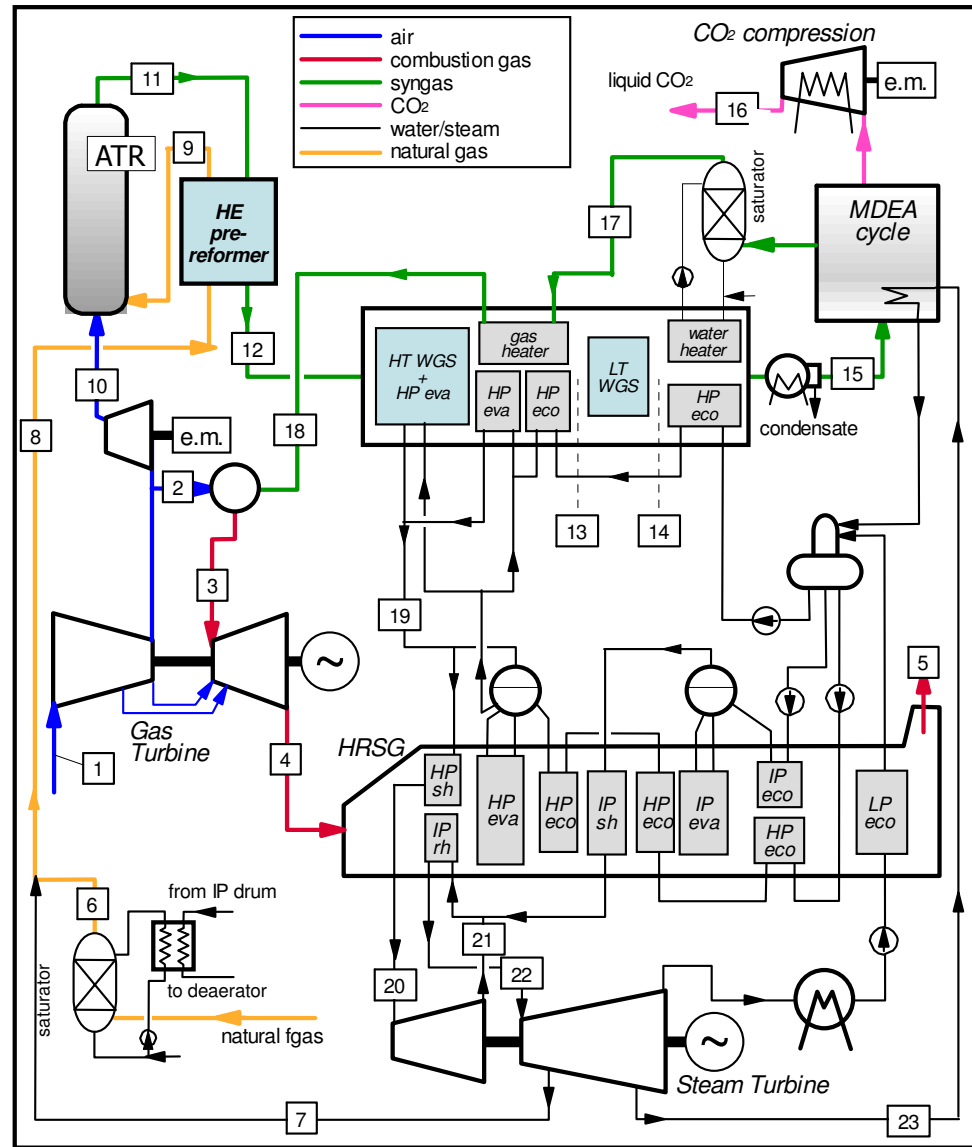 air
combustion gas
syngas
CO2
water/steam
natural gas
CO2 compression
liquid CO2
16
e.m.
11
ATR
9
HE
pre-
reformer
17
saturator
MDEA
cycle
12
HT WGS
+
HP eva
gas
heater
HP
eva
HP
eco
LT
WGS
water
heater
HP
eco
15
condensate
10
8
e.m.
18
2
13
14
3
19
~
Gas
Turbine
1
4
5
HRSG
HP
sh
IP
rh
HP
eva
HP
eco
IP
sh
HP
eco
IP
eva
IP
eco
HP
eco
LP
eco
6
from IP drum
to deaerator
saturator
natural fgas
20
21
22
~
Steam Turbine
7
23